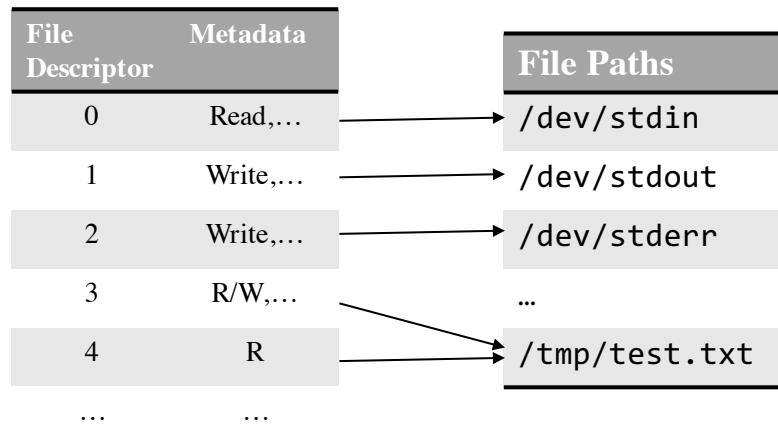 File Descriptor Metadata
0 Read,…
1 Write,…
2 Write,…
3 R/W,…
4 R
… …
File Paths
/dev/stdin
/dev/stdout
/dev/stderr
…
/tmp/test.txt